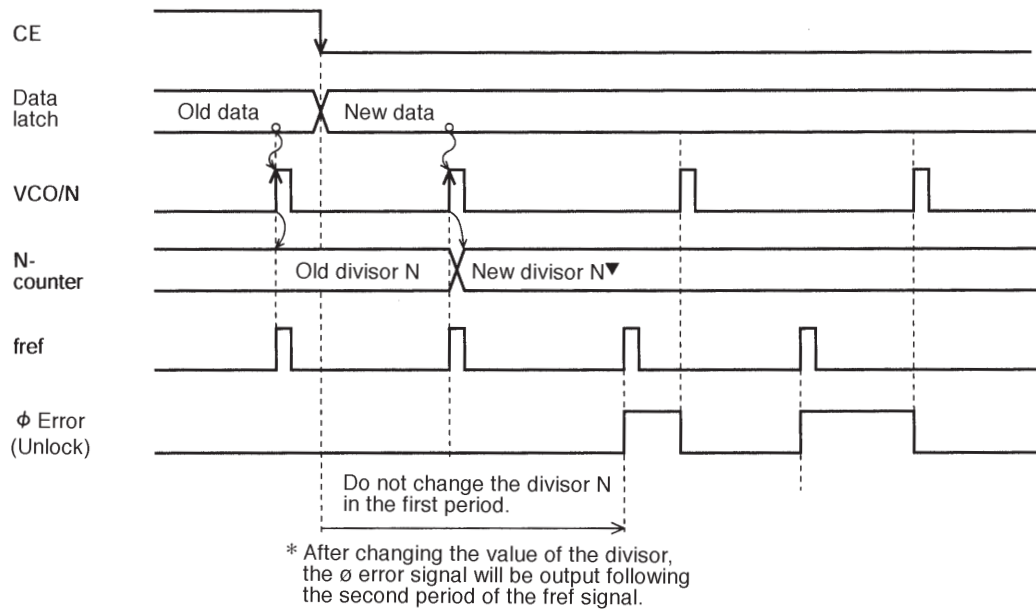 CE
Data
latch
Old data
New data
VCO/N
N-
counter
Old divisor N
New divisor N▼
fref
ϕ Error
(Unlock)
Do not change the divisor N
in the first period.
* After changing the value of the divisor,
the ø error signal will be output following
the second period of the fref signal.